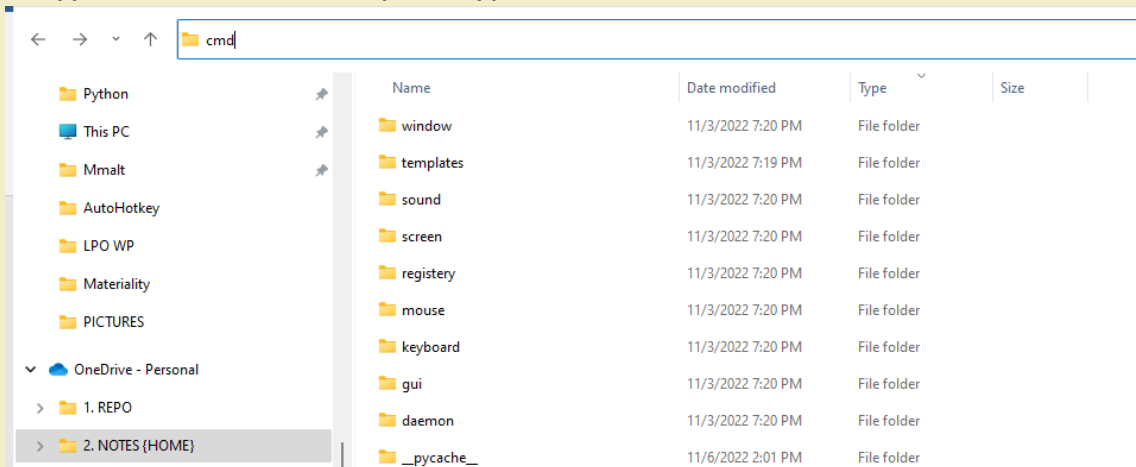 cmd
Python
This PC
Mmalt
AutoHotkey
LPO WP
Materiality
PICTURES
OneDrive - Personal
1. REPO
2. NOTES {HOME}
Name Date modified Type Size
window 11/3/2022 7:20 PM File folder
templates 11/3/2022 7:19 PM File folder
sound 11/3/2022 7:20 PM File folder
screen 11/3/2022 7:20 PM File folder
registery 11/3/2022 7:20 PM File folder
mouse 11/3/2022 7:20 PM File folder
keyboard 11/3/2022 7:20 PM File folder
gui 11/3/2022 7:20 PM File folder
daemon 11/3/2022 7:20 PM File folder
__pycache__ 11/6/2022 2:01 PM File folder